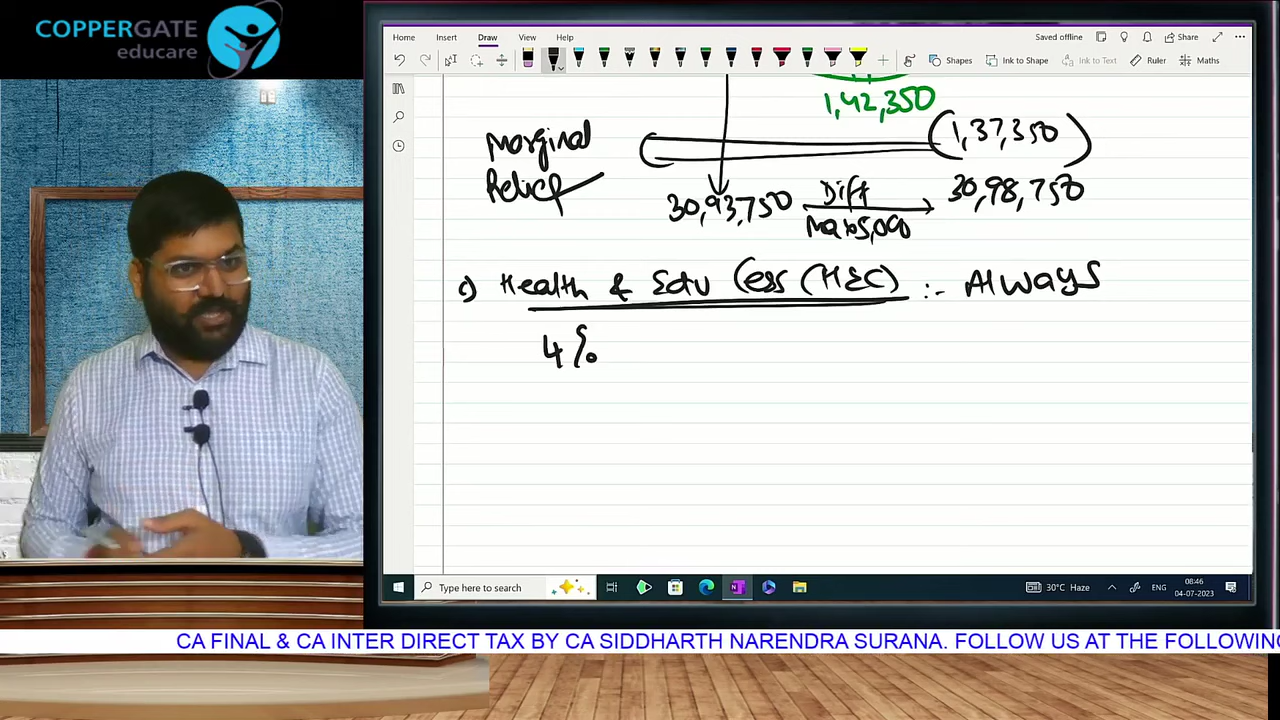 COPPERGATE
educare
Home Insert Draw View Help
Saved offline
Share
Shapes Ink to Shape Ink to Text Ruler Maths
1,42,350
Marginal (1,37,350)
Relief
30,93,750 Diff 30,98,750
c) Health & Edu Cess (HEC) :- Always
4%
Type here to search
30°C Haze
ENG
08:46
04-07-2023
CA FINAL & CA INTER DIRECT TAX BY CA SIDDHARTH NARENDRA SURANA. FOLLOW US AT THE FOLLOWING